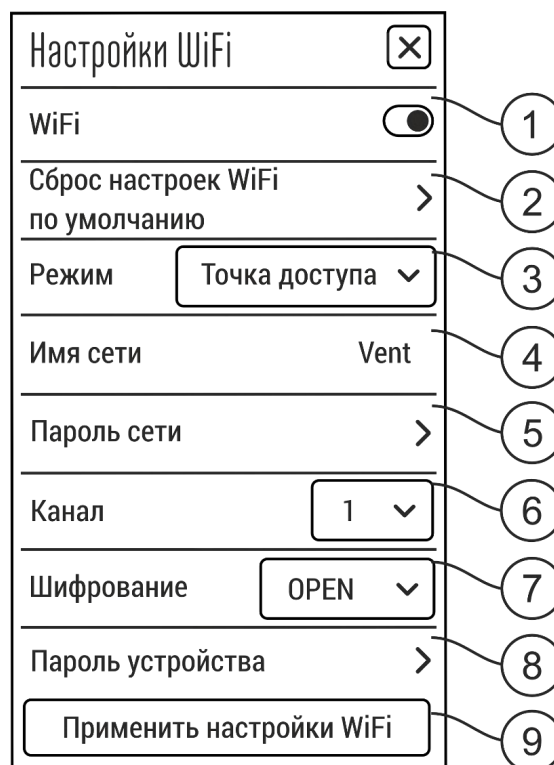 Настройки WiFi
WiFi
1
Сброс настроек WiFi
по умолчанию
2
Режим Точка доступа
3
Имя сети Vent
4
Пароль сети
5
Канал 1
6
Шифрование OPEN
7
Пароль устройства
8
Применить настройки WiFi
9